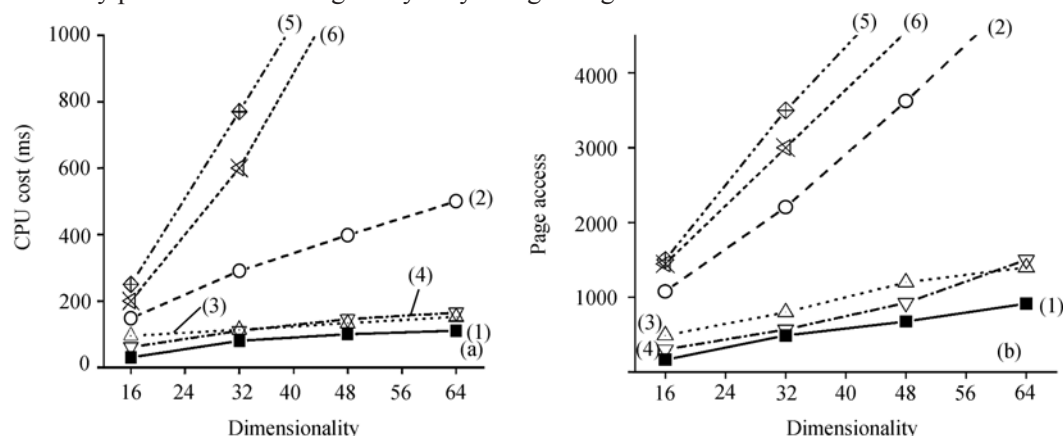 (5)
(6)
1000
800
600
400
200
0
CPU cost (ms)
(2)
(3)
(4)
(1)
(a)
16 24 32 40 48 56 64
Dimensionality
(5)
(6)
(2)
4000
3000
2000
1000
Page access
(3)
(4)
(1)
(b)
16 24 32 40 48 56 64
Dimensionality